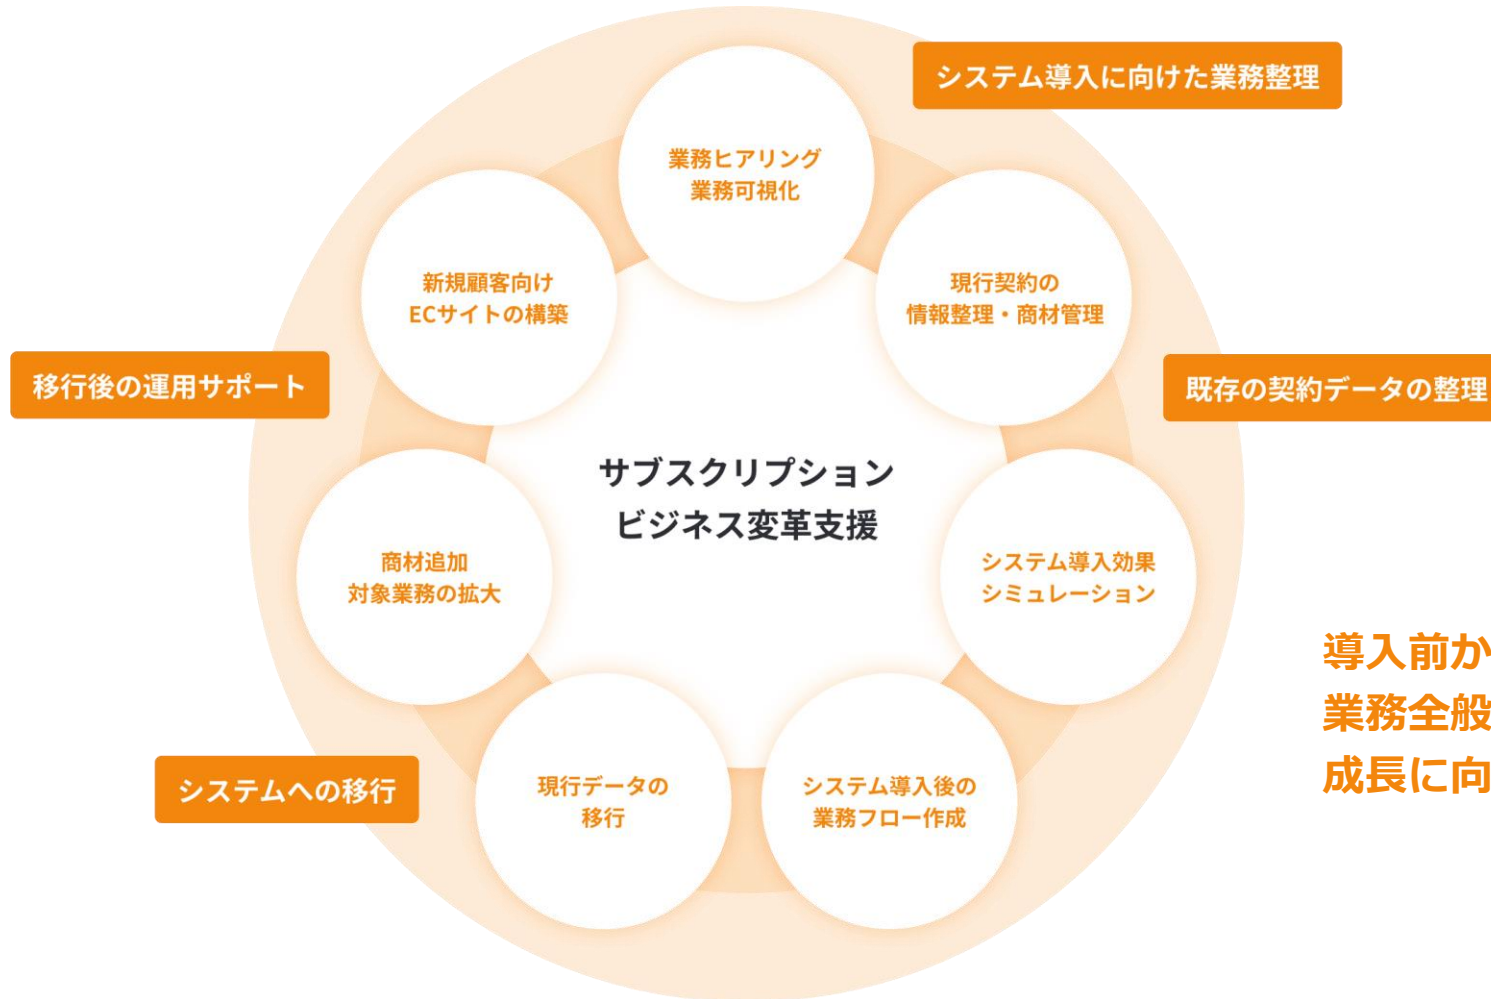 システム導入に向けた業務整理
業務ヒアリング
業務可視化
新規顧客向け
ECサイトの構築
現行契約の
情報整理・商材管理
移行後の運用サポート
既存の契約データの整理
サブスクリプション
ビジネス変革支援
商材追加
対象業務の拡大
システム導入効果
シミュレーション
導入前か
業務全般
成長に向
システムへの移行
現行データの
移行
システム導入後の
業務フロー作成